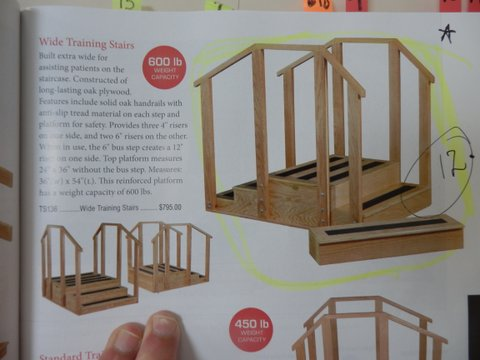 Wide Training Stairs
Built extra wide for
assisting patients on the
staircase. Constructed of
long-lasting oak plywood.
Features include solid oak handrails with
anti-slip tread material on each step and
platform for safety. Provides three 4" risers
on one side, and two 6" risers on the other.
When in use, the 6" bus step creates a 12"
rise on one side. Top platform measures
24" x 36" without the bus step. Measures:
36"(w) x 54"(L). This reinforced platform
has a weight capacity of 600 lbs.
TS136 ........ Wide Training Stairs ........ $795.00
600 lb
WEIGHT
CAPACITY
12"
450 lb
WEIGHT
CAPACITY
Standard Tra